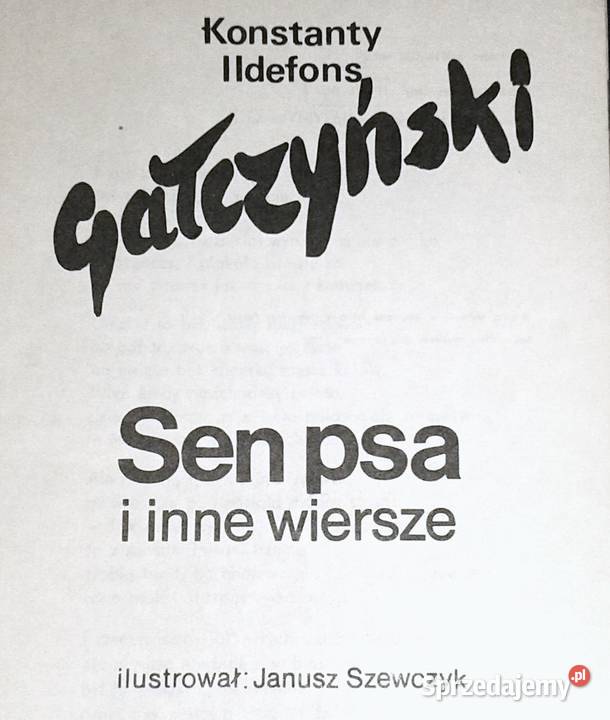 Konstanty
Ildefons
Gałczyński
Sen psa
i inne wiersze
ilustrował: Janusz Szewczyk
Sprzedajemy.pl